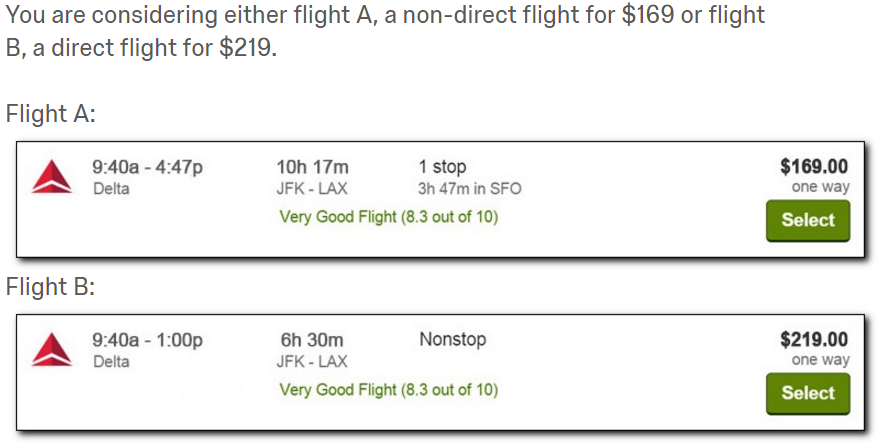 You are considering either flight A, a non-direct flight for $169 or flight
B, a direct flight for $219.
Flight A:
9:40a - 4:47p 10h 17m 1 stop $169.00
Delta JFK - LAX 3h 47m in SFO one way
Very Good Flight (8.3 out of 10) Select
Flight B:
9:40a - 1:00p 6h 30m Nonstop $219.00
Delta JFK - LAX one way
Very Good Flight (8.3 out of 10) Select